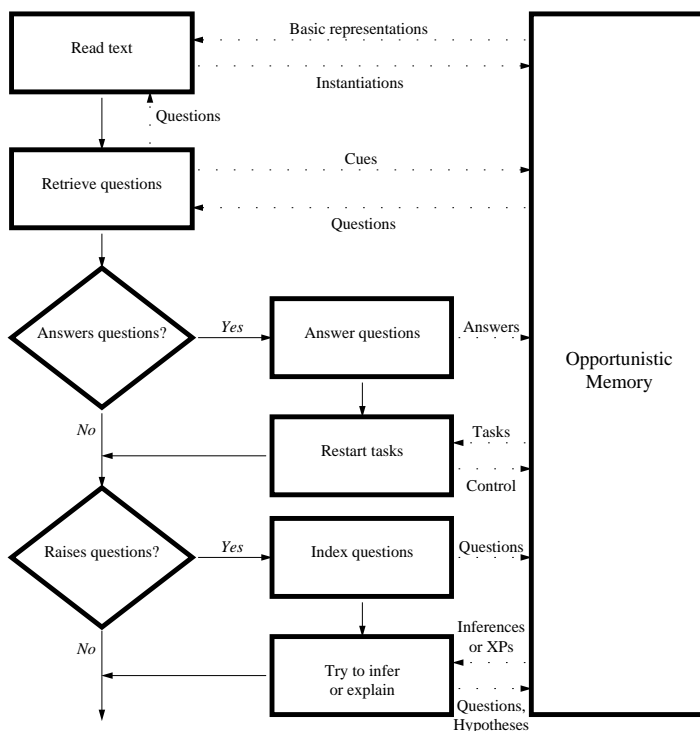 Basic representations
Read text
Instantiations
Questions
Cues
Retrieve questions
Questions
Answers questions?
Yes
Answer questions
Answers
Opportunistic
Memory
No
Tasks
Restart tasks
Control
Raises questions?
Yes
Index questions
Questions
Inferences
or XPs
No
Try to infer
or explain
Questions,
Hypotheses